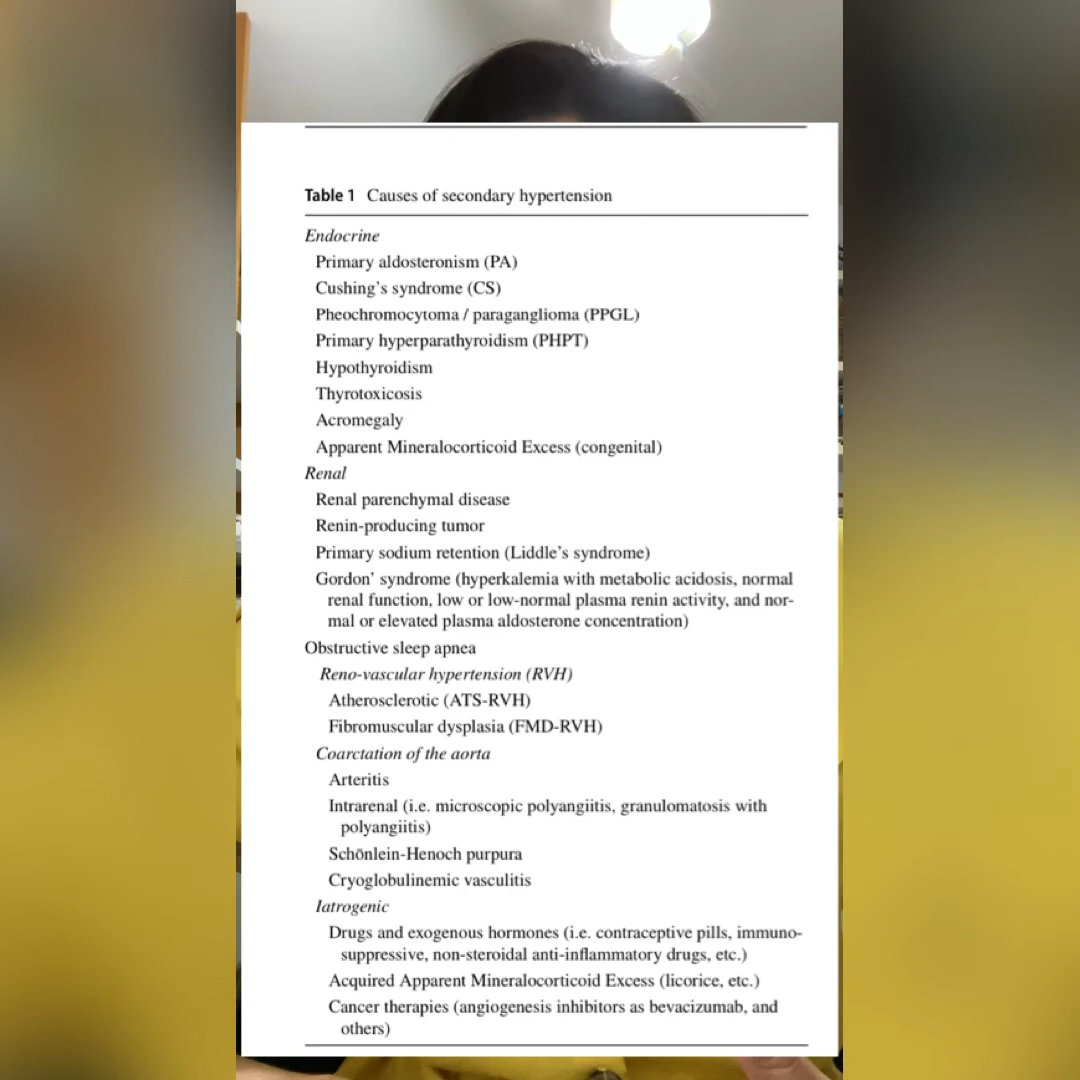 Table 1 Causes of secondary hypertension
Endocrine
Primary aldosteronism (PA)
Cushing's syndrome (CS)
Pheochromocytoma / paraganglioma (PPGL)
Primary hyperparathyroidism (PHPT)
Hypothyroidism
Thyrotoxicosis
Acromegaly
Apparent Mineralocorticoid Excess (congenital)
Renal
Renal parenchymal disease
Renin-producing tumor
Primary sodium retention (Liddle's syndrome)
Gordon' syndrome (hyperkalemia with metabolic acidosis, normal
renal function, low or low-normal plasma renin activity, and nor-
mal or elevated plasma aldosterone concentration)
Obstructive sleep apnea
Reno-vascular hypertension (RVH)
Atherosclerotic (ATS-RVH)
Fibromuscular dysplasia (FMD-RVH)
Coarctation of the aorta
Arteritis
Intrarenal (i.e. microscopic polyangiitis, granulomatosis with
polyangiitis)
Schōnlein-Henoch purpura
Cryoglobulinemic vasculitis
Iatrogenic
Drugs and exogenous hormones (i.e. contraceptive pills, immuno-
suppressive, non-steroidal anti-inflammatory drugs, etc.)
Acquired Apparent Mineralocorticoid Excess (licorice, etc.)
Cancer therapies (angiogenesis inhibitors as bevacizumab, and
others)